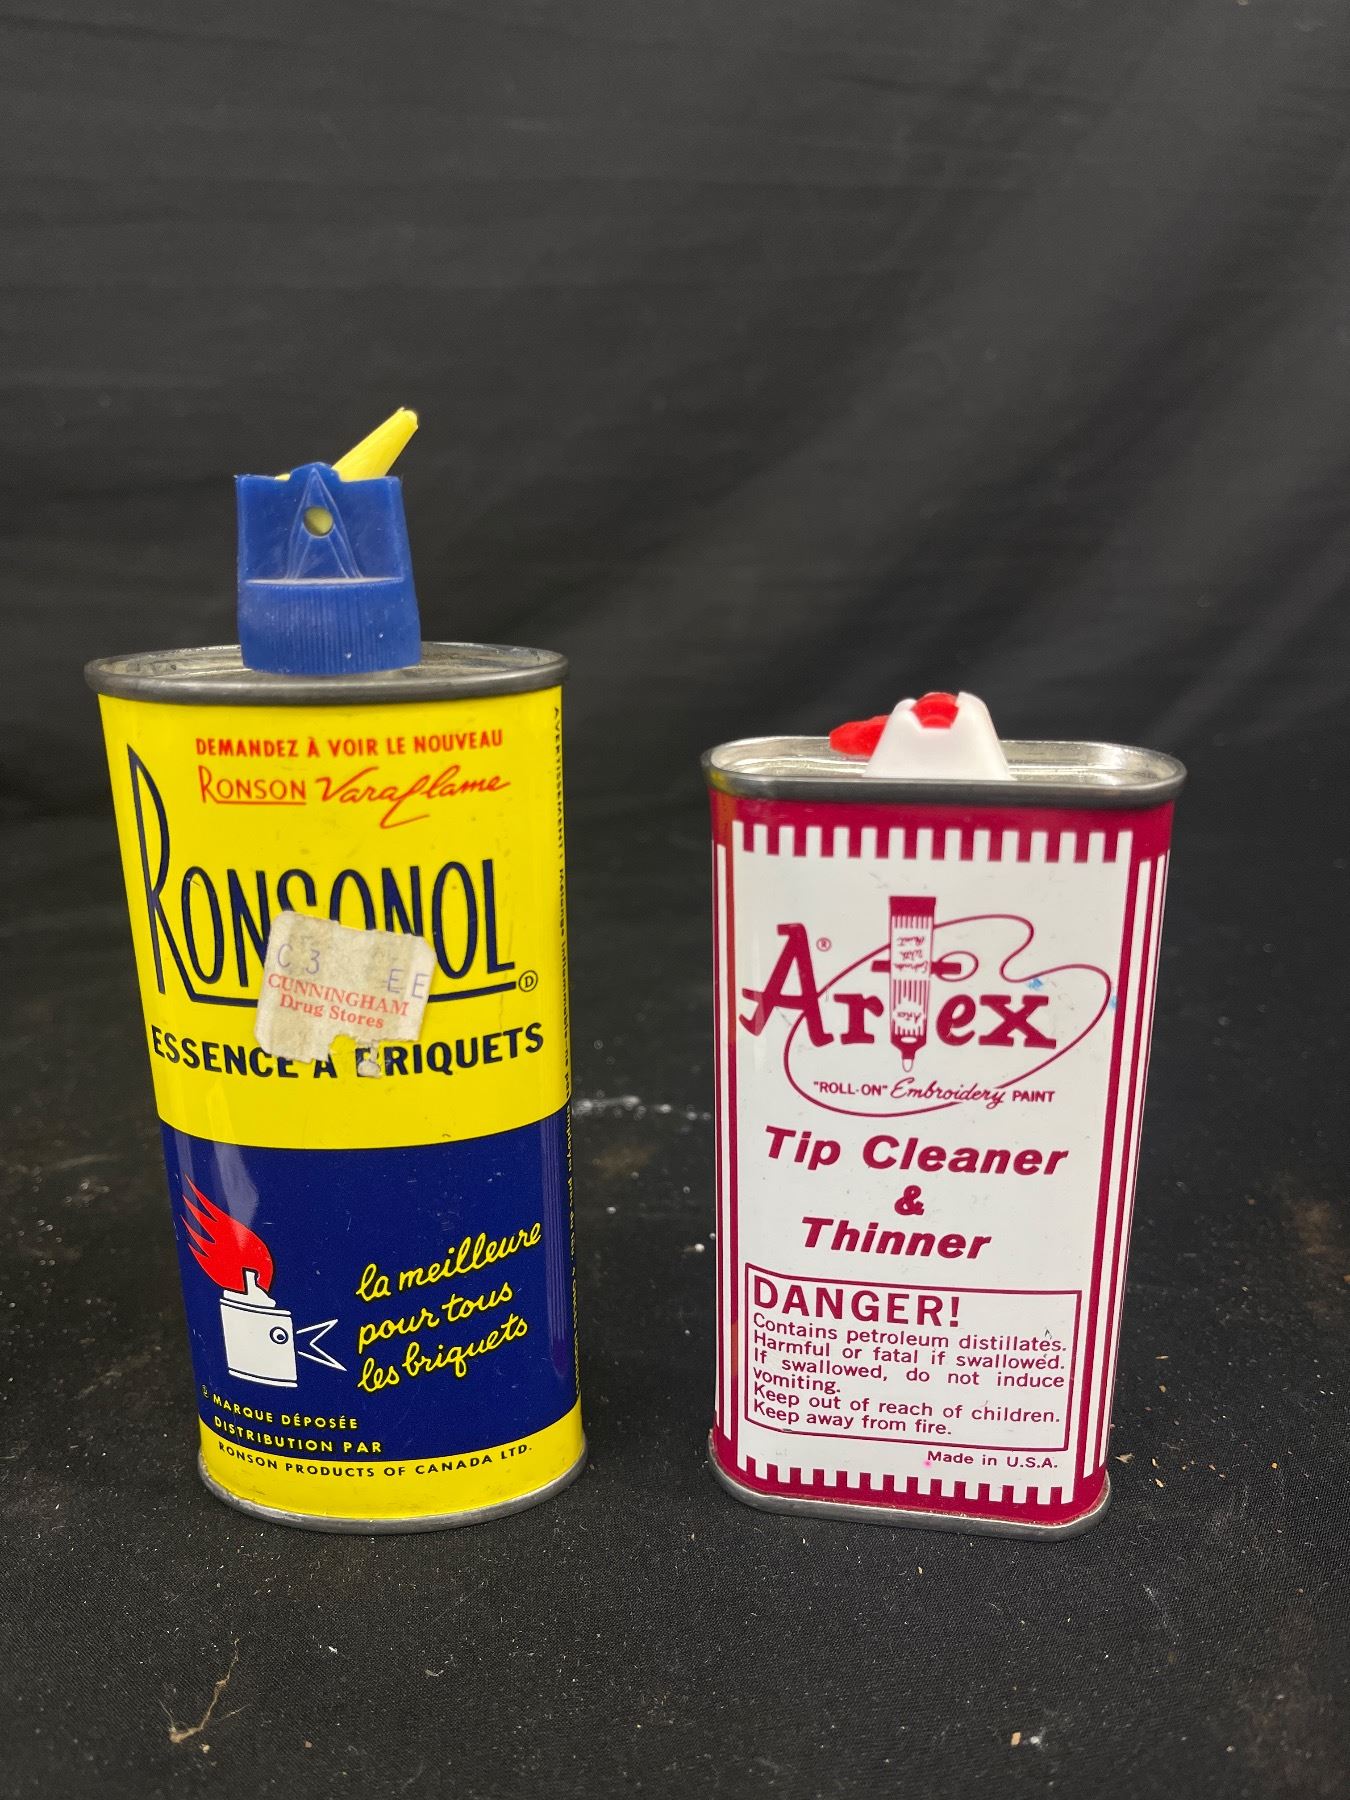 DEMANDEZ À VOIR LE NOUVEAU
RONSON Varaflame
RONSONOL
C 3 EE
CUNNINGHAM
Drug Stores
ESSENCE À BRIQUETS
la meilleure
pour tous
les briquets
MARQUE DÉPOSÉE
DISTRIBUTION PAR
RONSON PRODUCTS OF CANADA LTD.
AVERTISSEMENT:
Artex®
"ROLL-ON" Embroidery PAINT
Tip Cleaner
&
Thinner
DANGER!
Contains petroleum distillates.
Harmful or fatal if swallowed.
If swallowed, do not induce
vomiting.
Keep out of reach of children.
Keep away from fire.
Made in U.S.A.